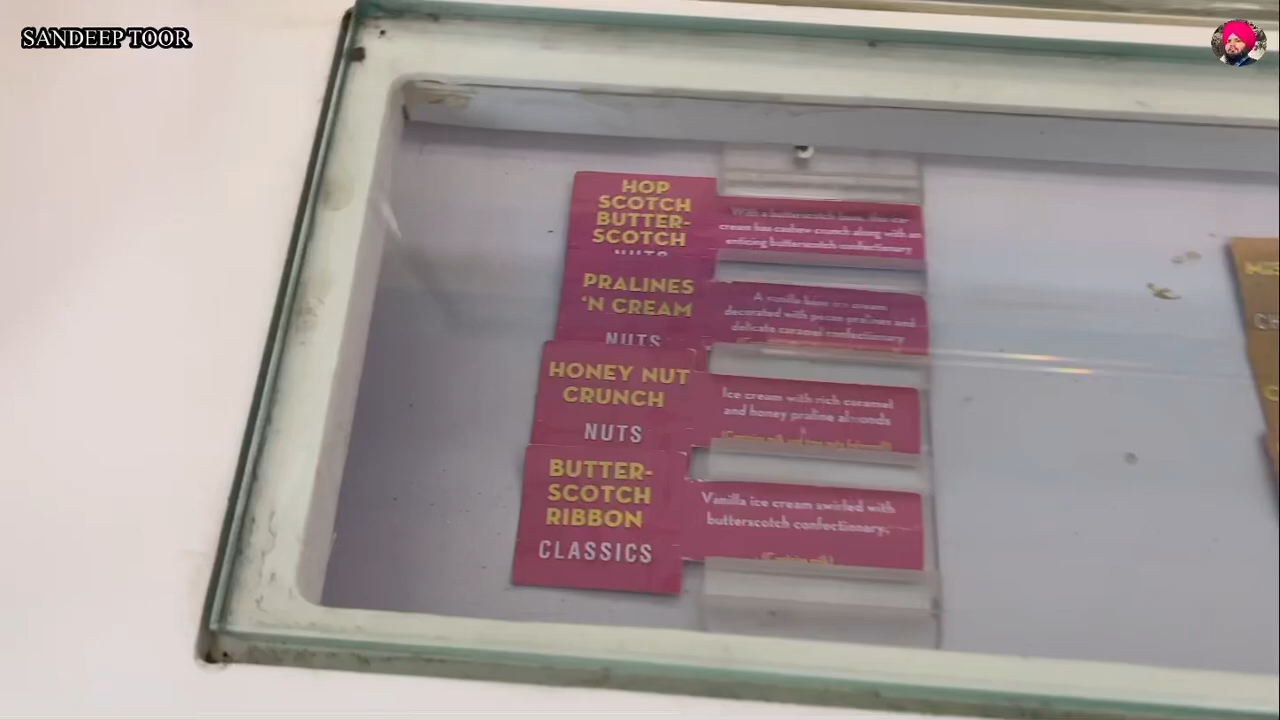 SANDEEP TOOR
HOP
SCOTCH
BUTTER-
SCOTCH
NUTS
With a butterscotch base, this ice-
cream has cashew crunch along with an
enticing butterscotch confectionary
PRALINES
'N CREAM
NUTS
A vanilla base ice cream
decorated with pecan pralines and
delicate caramel confectionary
HONEY NUT
CRUNCH
NUTS
Ice cream with rich caramel
and honey praline almonds
BUTTER-
SCOTCH
RIBBON
CLASSICS
Vanilla ice cream swirled with
butterscotch confectionary.